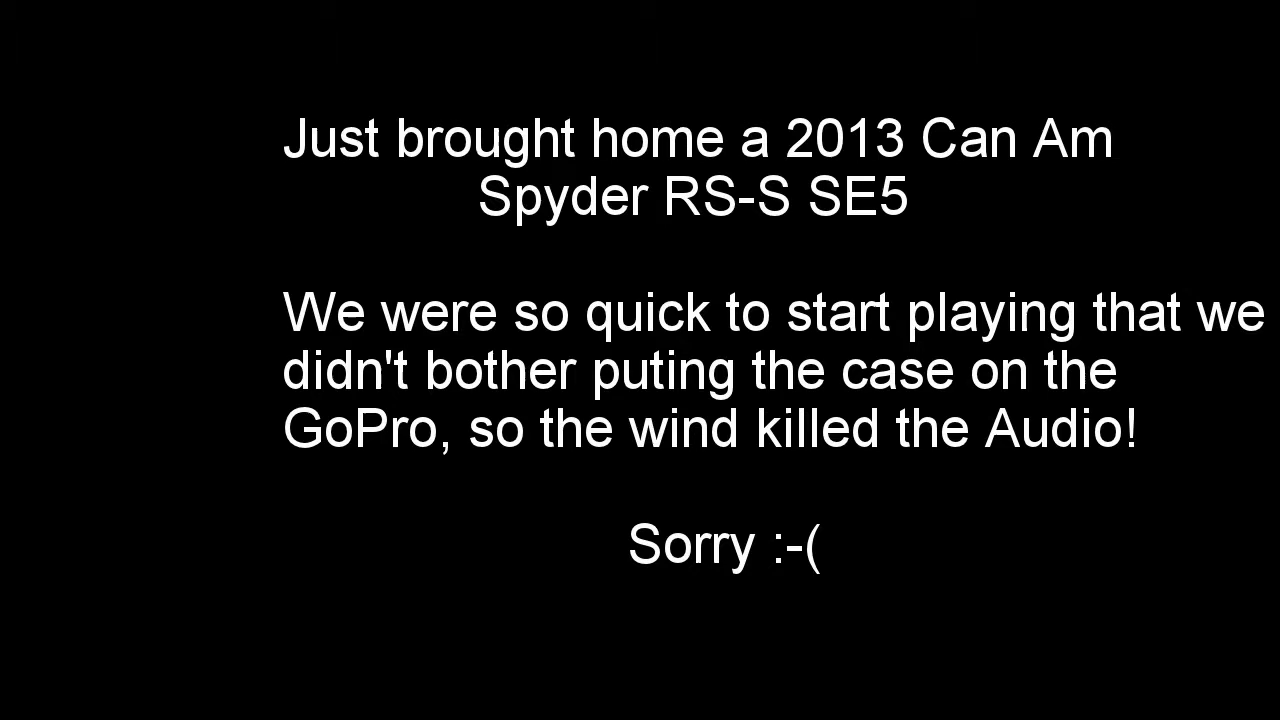 Just brought home a 2013 Can Am
Spyder RS-S SE5
We were so quick to start playing that we
didn't bother puting the case on the
GoPro, so the wind killed the Audio!
Sorry :-(